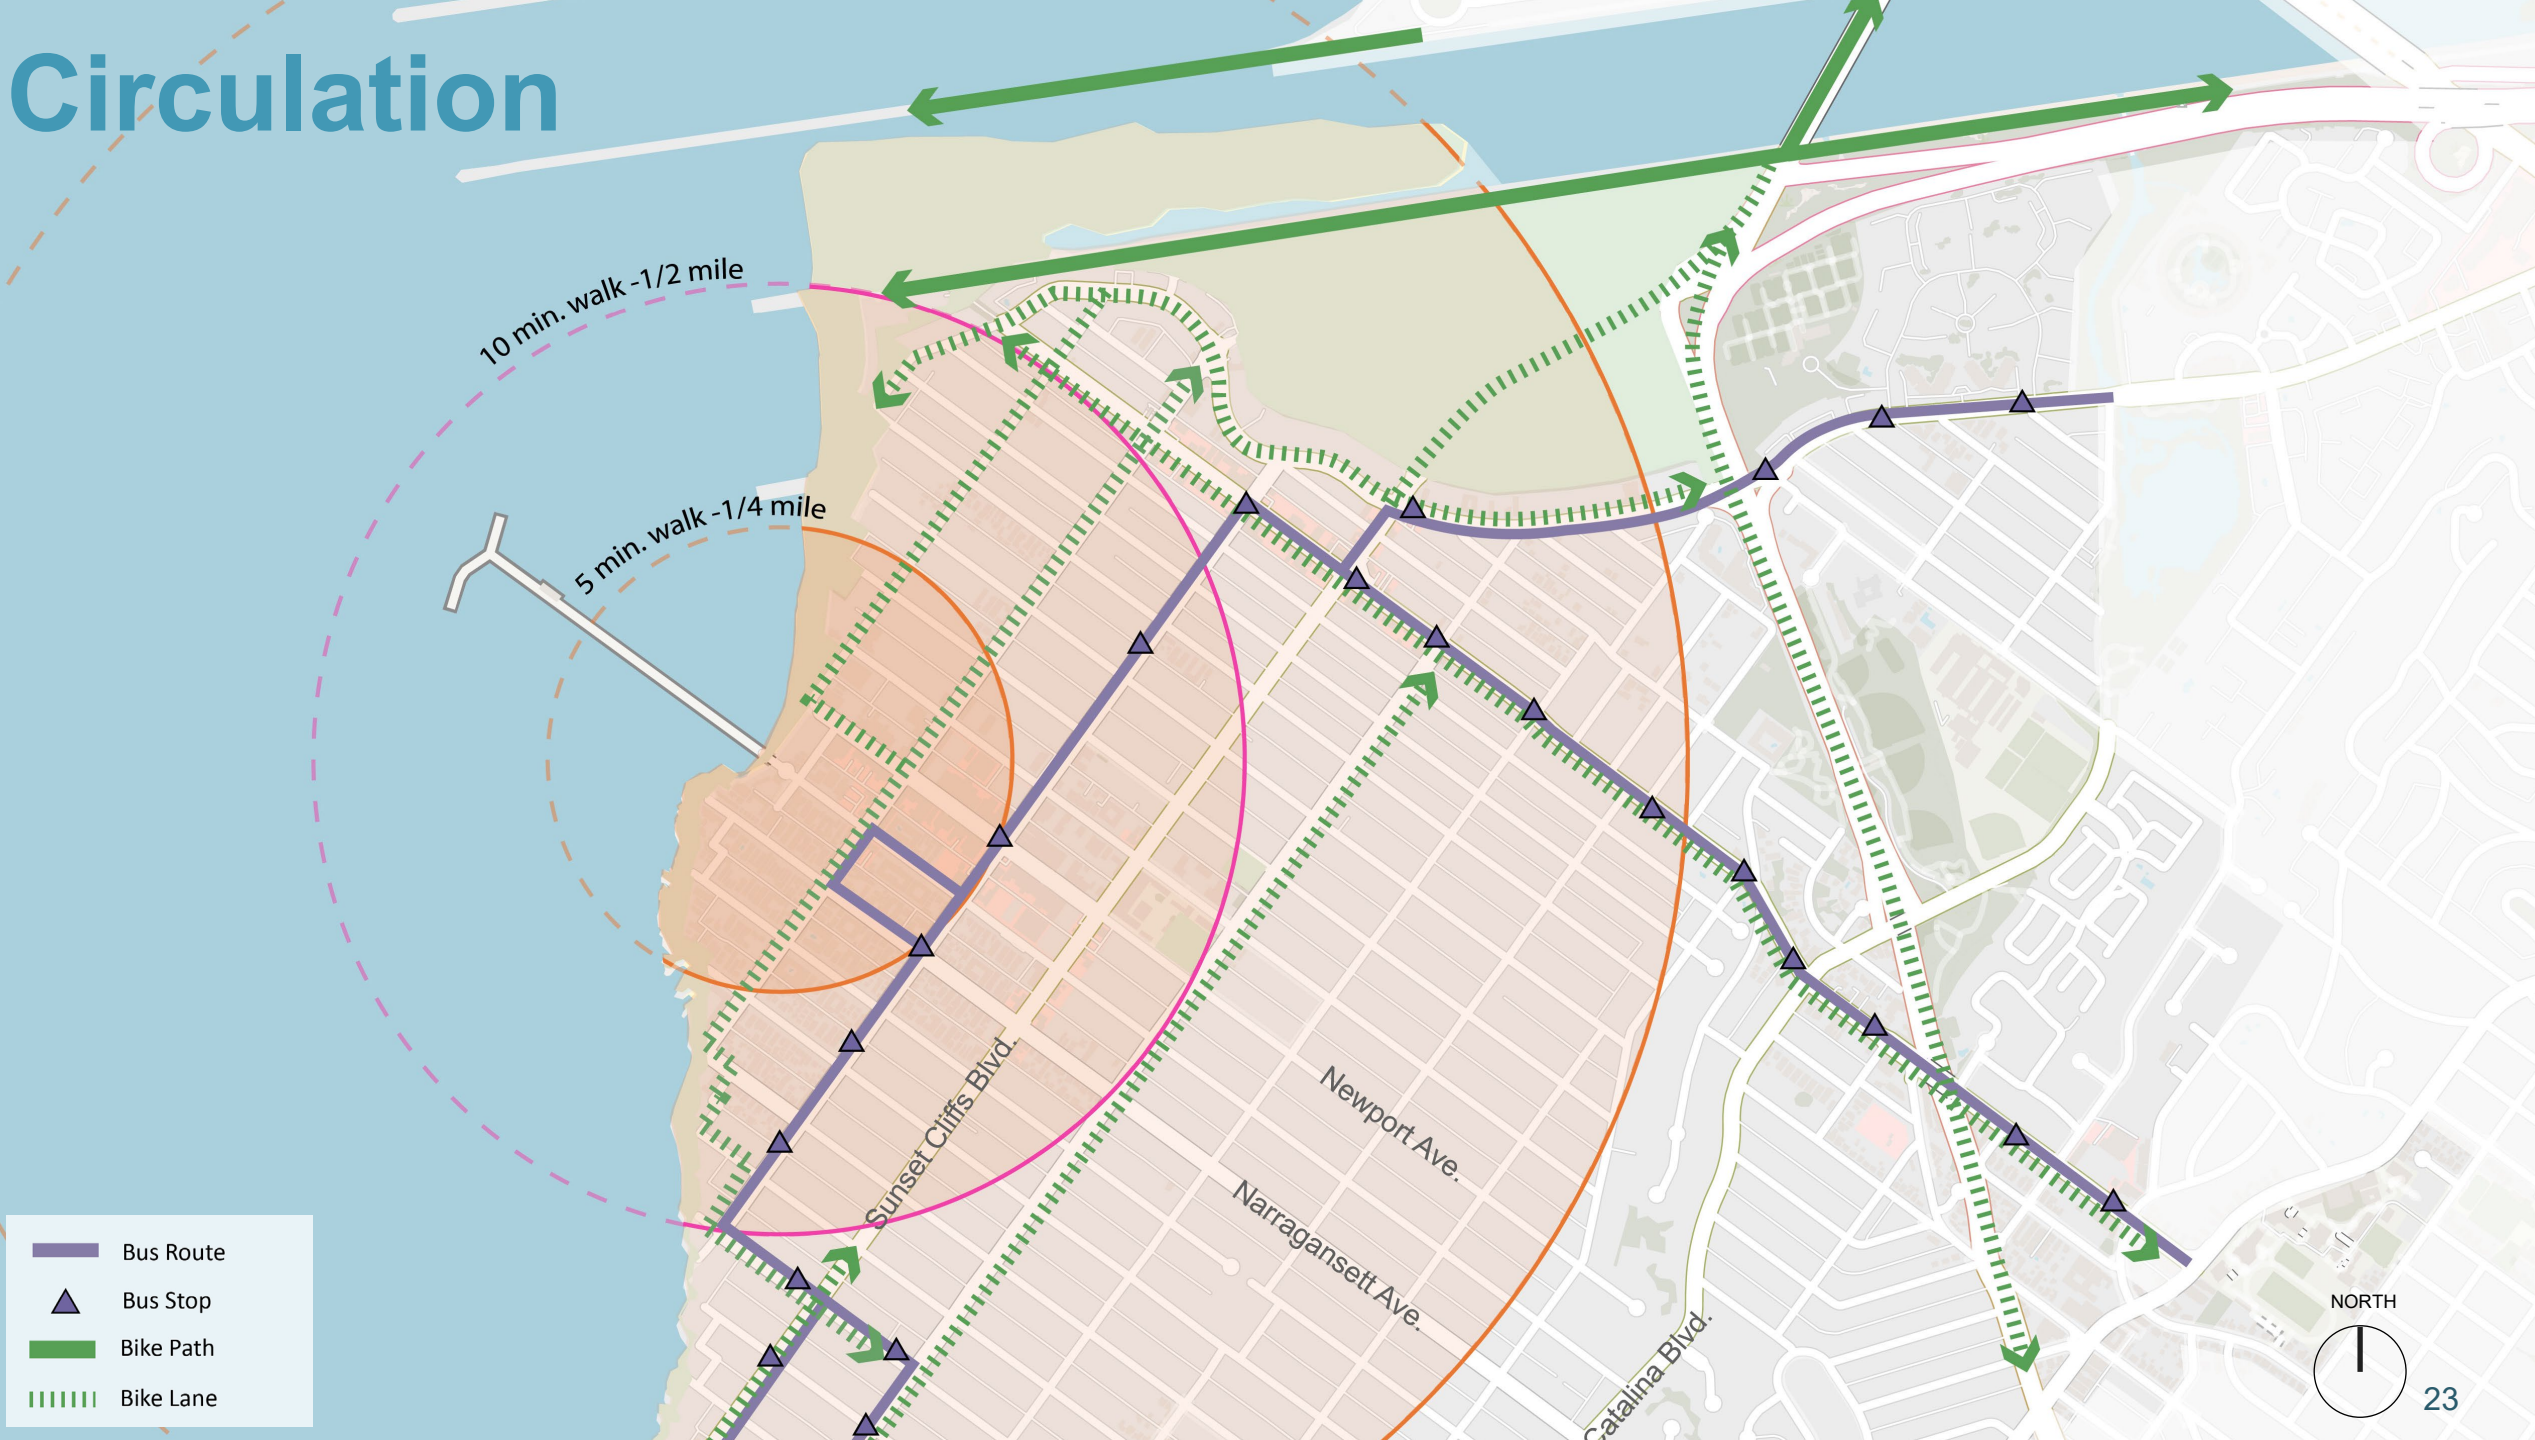 Circulation
10 min. walk -1/2 mile
5 min. walk -1/4 mile
Sunset Cliffs Blvd.
Newport Ave.
Narragansett Ave.
Catalina Blvd.
Bus Route
Bus Stop
Bike Path
Bike Lane
NORTH
23